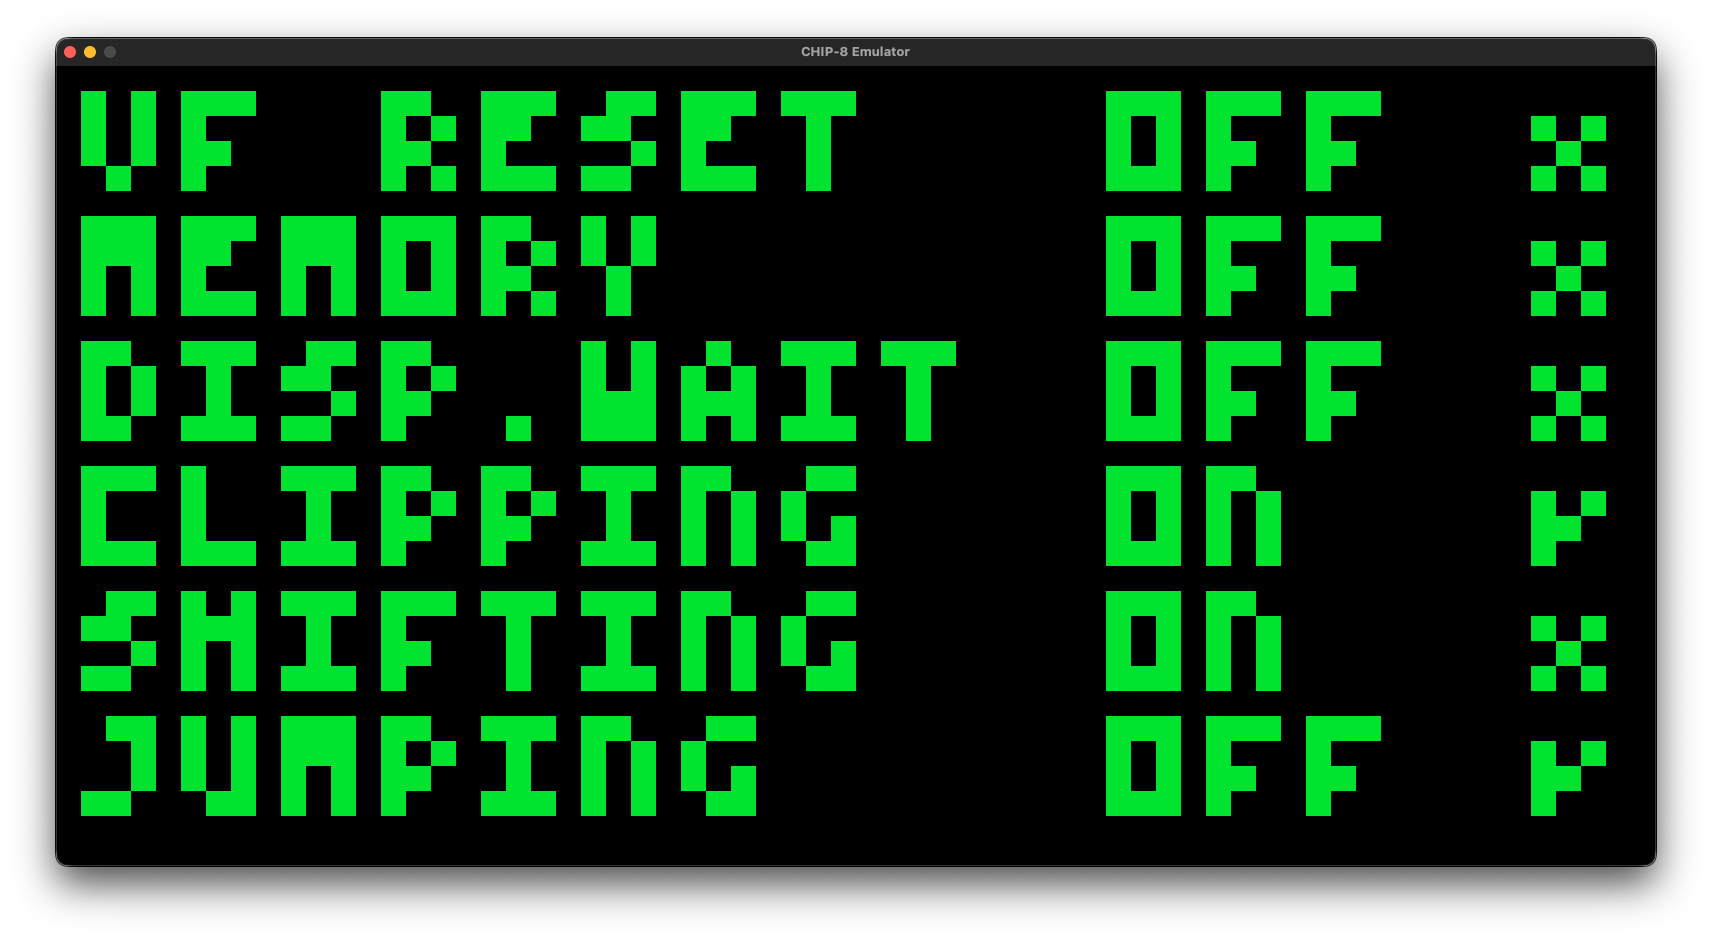 CHIP-8 Emulator
VF RESET OFF x
MEMORY OFF x
DISP.WAIT OFF x
CLIPPING ON ✓
SHIFTING ON x
JUMPING OFF ✓